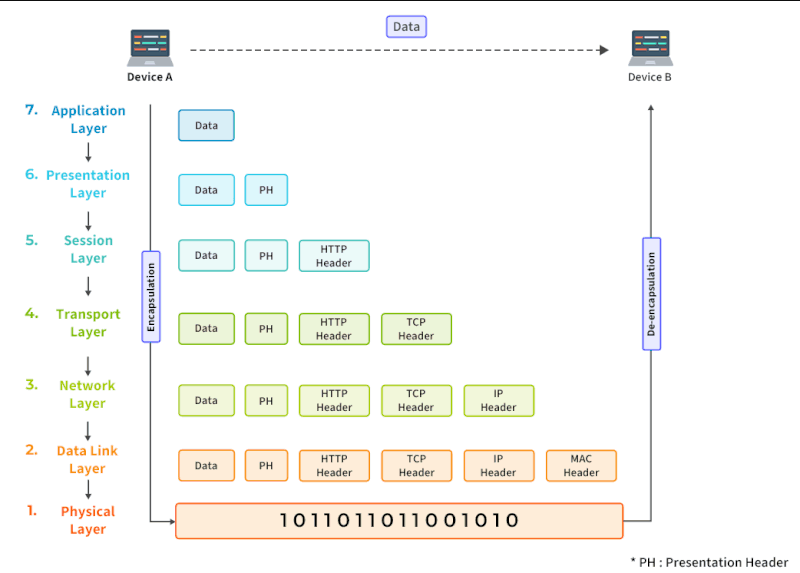 Data
Device A
Device B
7. Application
Layer
Data
6. Presentation
Layer
Data PH
5. Session
Layer
Data PH HTTP
Header
Encapsulation
De-encapsulation
4. Transport
Layer
Data PH HTTP
Header TCP
Header
3. Network
Layer
Data PH HTTP
Header TCP
Header IP
Header
2. Data Link
Layer
Data PH HTTP
Header TCP
Header IP
Header MAC
Header
1. Physical
Layer
1011011011001010
* PH : Presentation Header